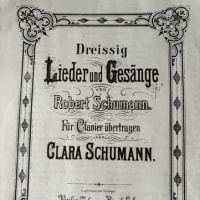 Dreissig
Lieder und Gesänge
von
Robert Schumann.
Für Clavier übertragen
von
CLARA SCHUMANN.